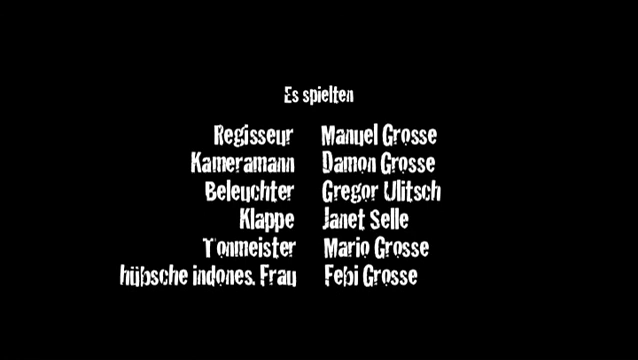 Es spielten
Regisseur Manuel Grosse
Kameramann Damon Grosse
Beleuchter Gregor Ulitsch
Klappe Janet Selle
Tonmeister Mario Grosse
hübsche indones. Frau Febi Grosse